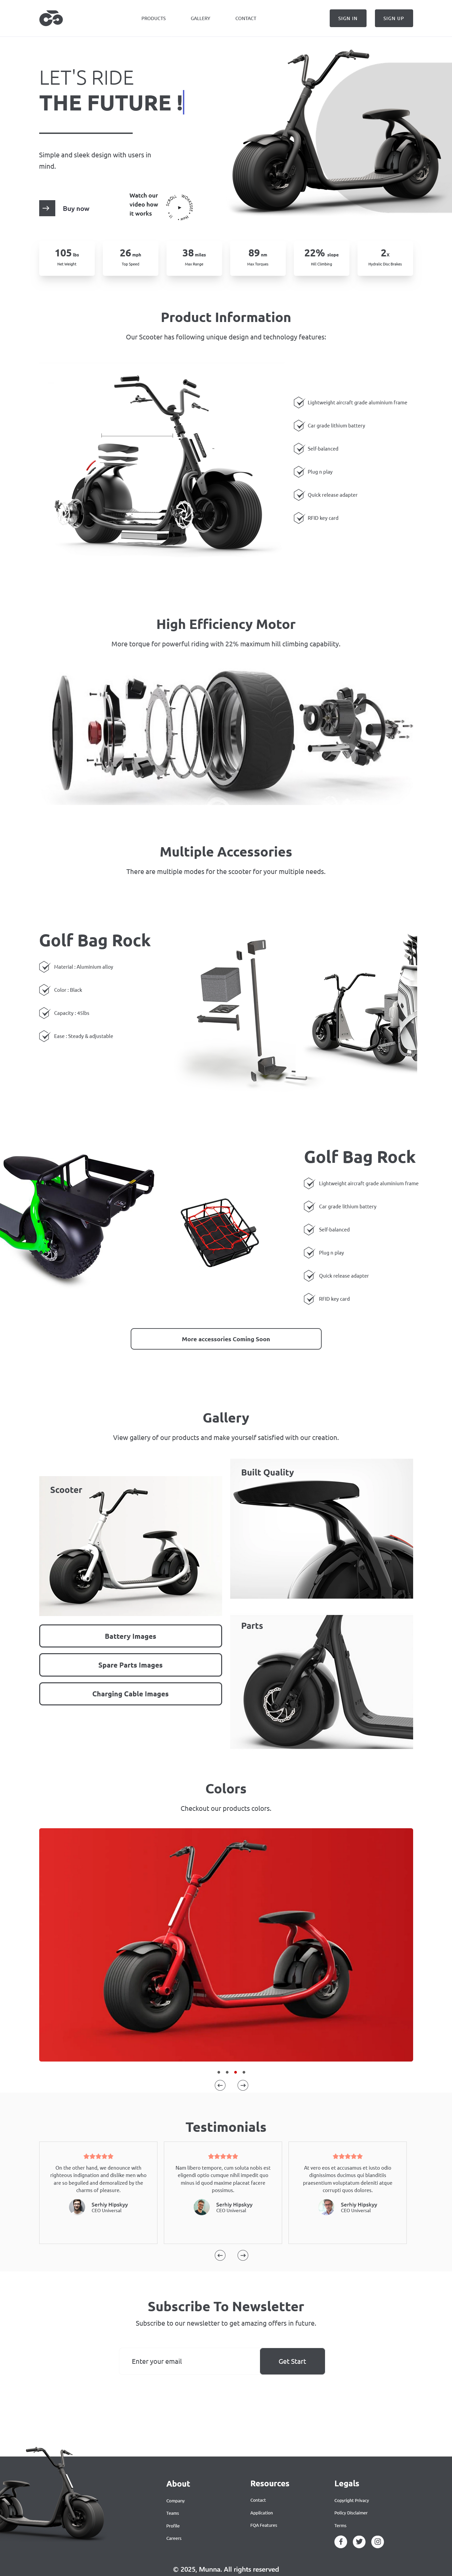 PRODUCTS GALLERY CONTACT SIGN IN SIGN UP
LET'S RIDE
THE FUTURE !
Simple and sleek design with users in
mind.
Buy now
Watch our
video how
it works
105 lbs
Net Weight
26 mph
Top Speed
38 miles
Max Range
89 nm
Max Torques
22% slope
Hill Climbing
2X
Hydralic Disc Brakes
Product Information
Our Scooter has following unique design and technology features:
Lightweight aircraft grade aluminium frame
Car grade lithium battery
Self-balanced
Plug n play
Quick release adapter
RFID key card
High Efficiency Motor
More torque for powerful riding with 22% maximum hill climbing capability.
Multiple Accessories
There are multiple modes for the scooter for your multiple needs.
Golf Bag Rock
Material : Aluminium alloy
Color : Black
Capacity : 45lbs
Ease : Steady & adjustable
Golf Bag Rock
Lightweight aircraft grade aluminium frame
Car grade lithium battery
Self-balanced
Plug n play
Quick release adapter
RFID key card
More accessories Coming Soon
Gallery
View gallery of our products and make yourself satisfied with our creation.
Scooter
Battery Images
Spare Parts Images
Charging Cable Images
Built Quality
Parts
Colors
Checkout our products colors.
Testimonials
On the other hand, we denounce with
righteous indignation and dislike men who
are so beguiled and demoralized by the
charms of pleasure.
Serhiy Hipskyy
CEO Universal
Nam libero tempore, cum soluta nobis est
eligendi optio cumque nihil impedit quo
minus id quod maxime placeat facere
possimus.
Serhiy Hipskyy
CEO Universal
At vero eos et accusamus et iusto odio
dignissimos ducimus qui blanditiis
praesentium voluptatum deleniti atque
corrupti quos dolores.
Serhiy Hipskyy
CEO Universal
Subscribe To Newsletter
Subscribe to our newsletter to get amazing offers in future.
Enter your email
Get Start
About
Company
Teams
Profile
Careers
Resources
Contact
Application
FQA Features
Legals
Copyright Privacy
Policy Disclaimer
Terms
© 2025, Munna. All rights reserved